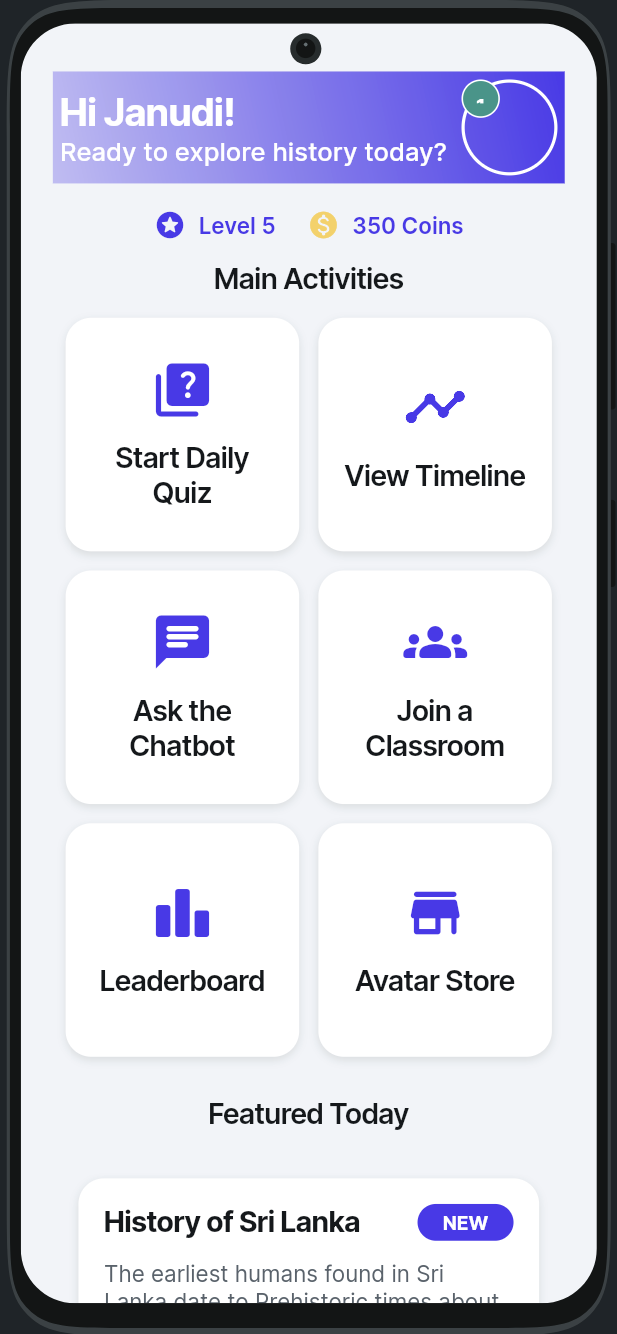 Hi Janudi!
Ready to explore history today?
Level 5
350 Coins
Main Activities
Start Daily
Quiz
View Timeline
Ask the
Chatbot
Join a
Classroom
Leaderboard
Avatar Store
Featured Today
History of Sri Lanka
NEW
The earliest humans found in Sri
Lanka date to Prehistoric times about